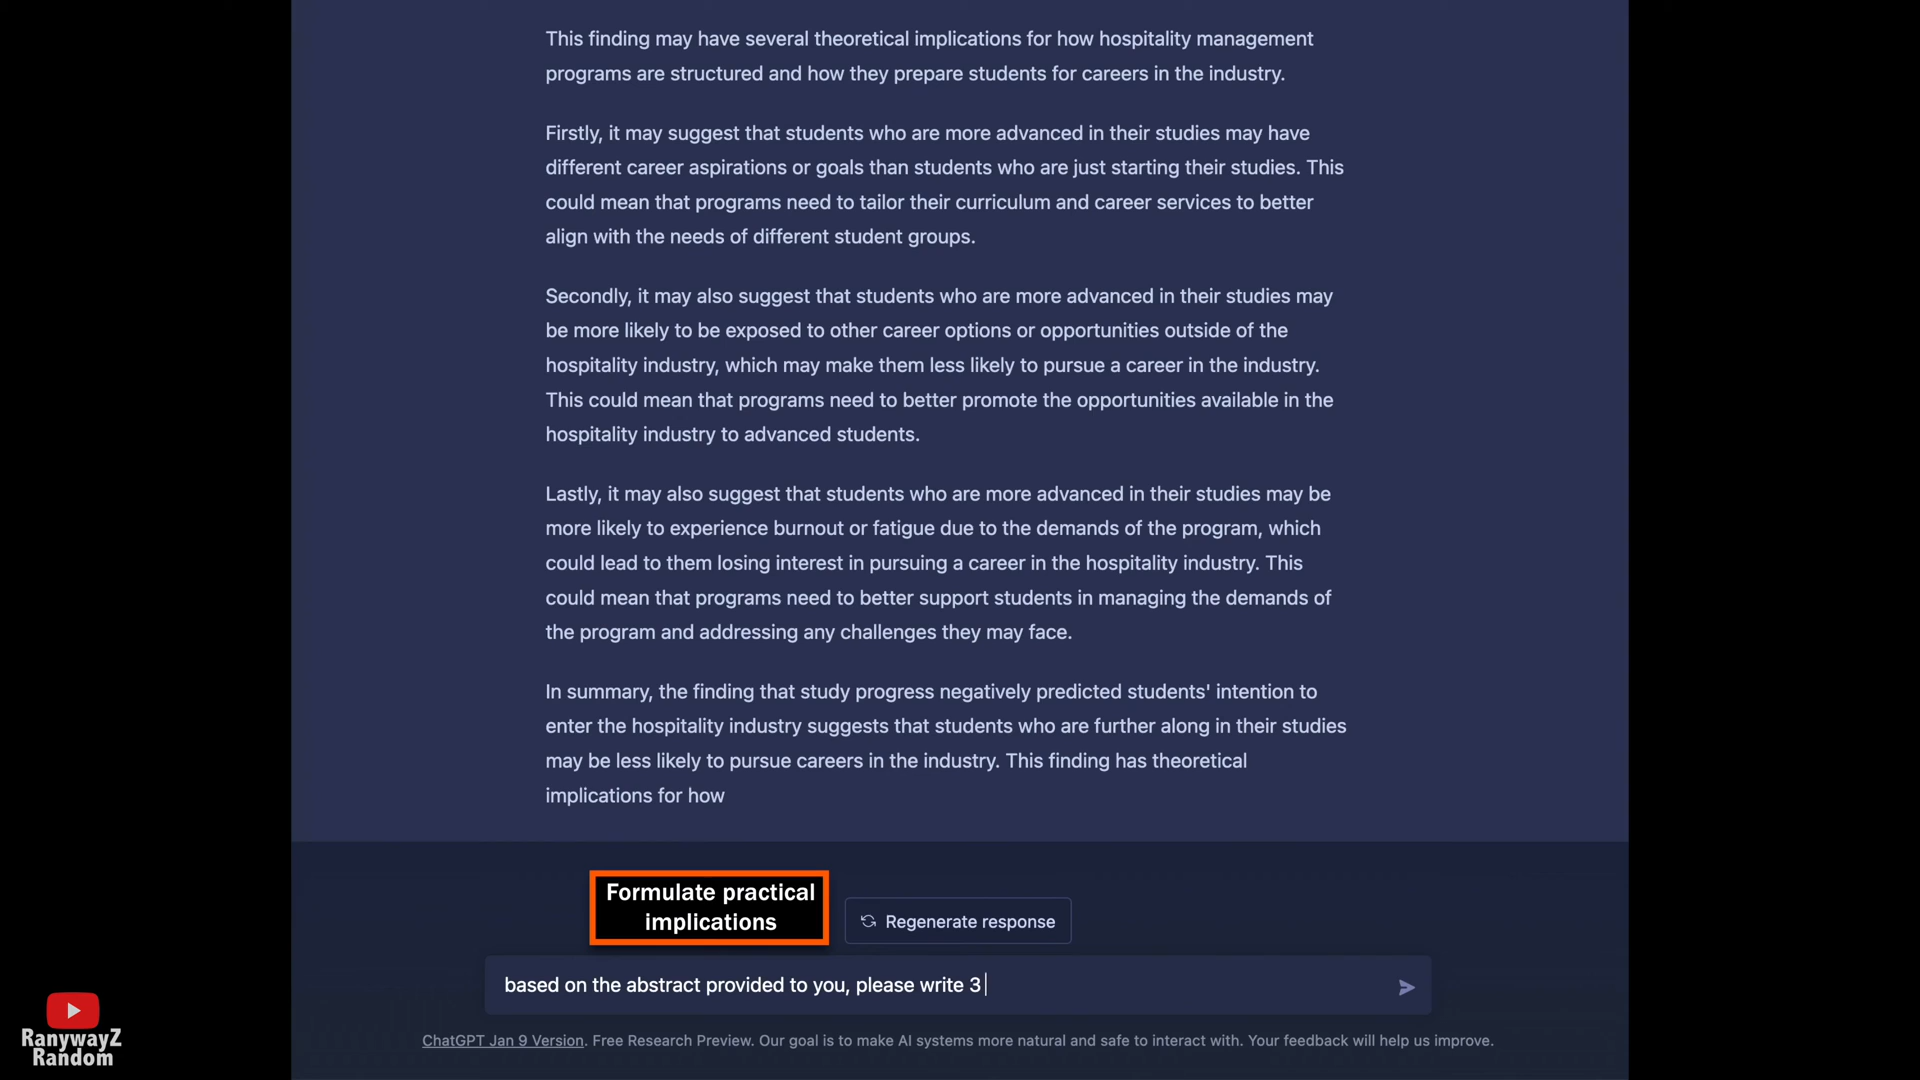 This finding may have several theoretical implications for how hospitality management
programs are structured and how they prepare students for careers in the industry.
Firstly, it may suggest that students who are more advanced in their studies may have
different career aspirations or goals than students who are just starting their studies. This
could mean that programs need to tailor their curriculum and career services to better
align with the needs of different student groups.
Secondly, it may also suggest that students who are more advanced in their studies may
be more likely to be exposed to other career options or opportunities outside of the
hospitality industry, which may make them less likely to pursue a career in the industry.
This could mean that programs need to better promote the opportunities available in the
hospitality industry to advanced students.
Lastly, it may also suggest that students who are more advanced in their studies may be
more likely to experience burnout or fatigue due to the demands of the program, which
could lead to them losing interest in pursuing a career in the hospitality industry. This
could mean that programs need to better support students in managing the demands of
the program and addressing any challenges they may face.
In summary, the finding that study progress negatively predicted students' intention to
enter the hospitality industry suggests that students who are further along in their studies
may be less likely to pursue careers in the industry. This finding has theoretical
implications for how
Formulate practical
implications
Regenerate response
based on the abstract provided to you, please write 3
ChatGPT Jan 9 Version. Free Research Preview. Our goal is to make AI systems more natural and safe to interact with. Your feedback will help us improve.
RanywayZ
Random